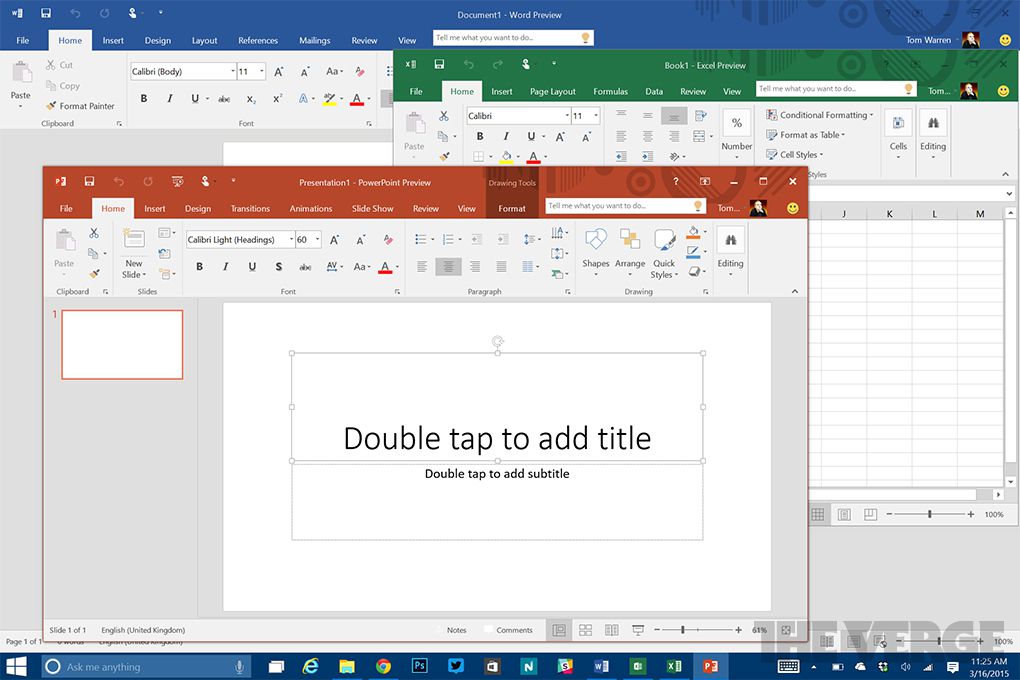 Document1 - Word Preview
File Home Insert Design Layout References Mailings Review View Tell me what you want to do... Tom Warren
Paste
Cut
Copy
Format Painter
Clipboard
Calibri (Body) 11
Font
Book1 - Excel Preview
File Home Insert Page Layout Formulas Data Review View Tell me what you want to do... Tom...
Paste
Calibri 11
Number
Conditional Formatting
Format as Table
Cell Styles
Styles
Cells
Editing
J K L M
100%
Presentation1 - PowerPoint Preview
Drawing Tools
File Home Insert Design Transitions Animations Slide Show Review View Format Tell me what you want to do... Tom...
Paste
Clipboard
New
Slide
Slides
Calibri Light (Headings) 60
Font
Paragraph
Shapes Arrange Quick
Styles
Drawing
Editing
1
Double tap to add title
Double tap to add subtitle
Slide 1 of 1 English (United Kingdom) Notes Comments 61%
Page 1 of 1 0 words English (United Kingdom) 100%
THE VERGE
Ask me anything
11:25 AM
3/16/2015